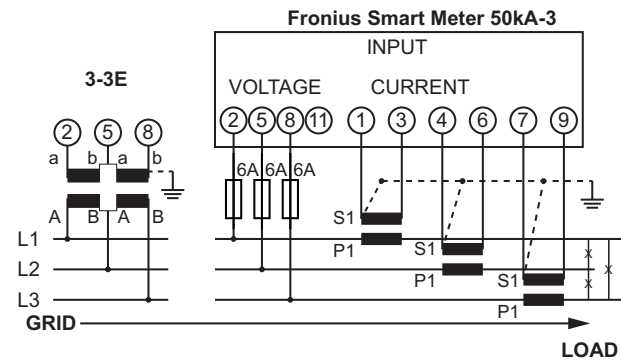 Fronius Smart Meter 50kA-3
INPUT
3-3E
VOLTAGE CURRENT
2 5 8
2 5 8 11 1 3 4 6 7 9
a b a b
6A 6A 6A
A B A B
S1
L1
P1
S1
L2
P1
S1
L3
P1
x
x
x
GRID
LOAD